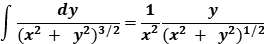 ∫ dy/(x² + y²)^{3/2} = 1/x² y/(x² + y²)^{1/2}